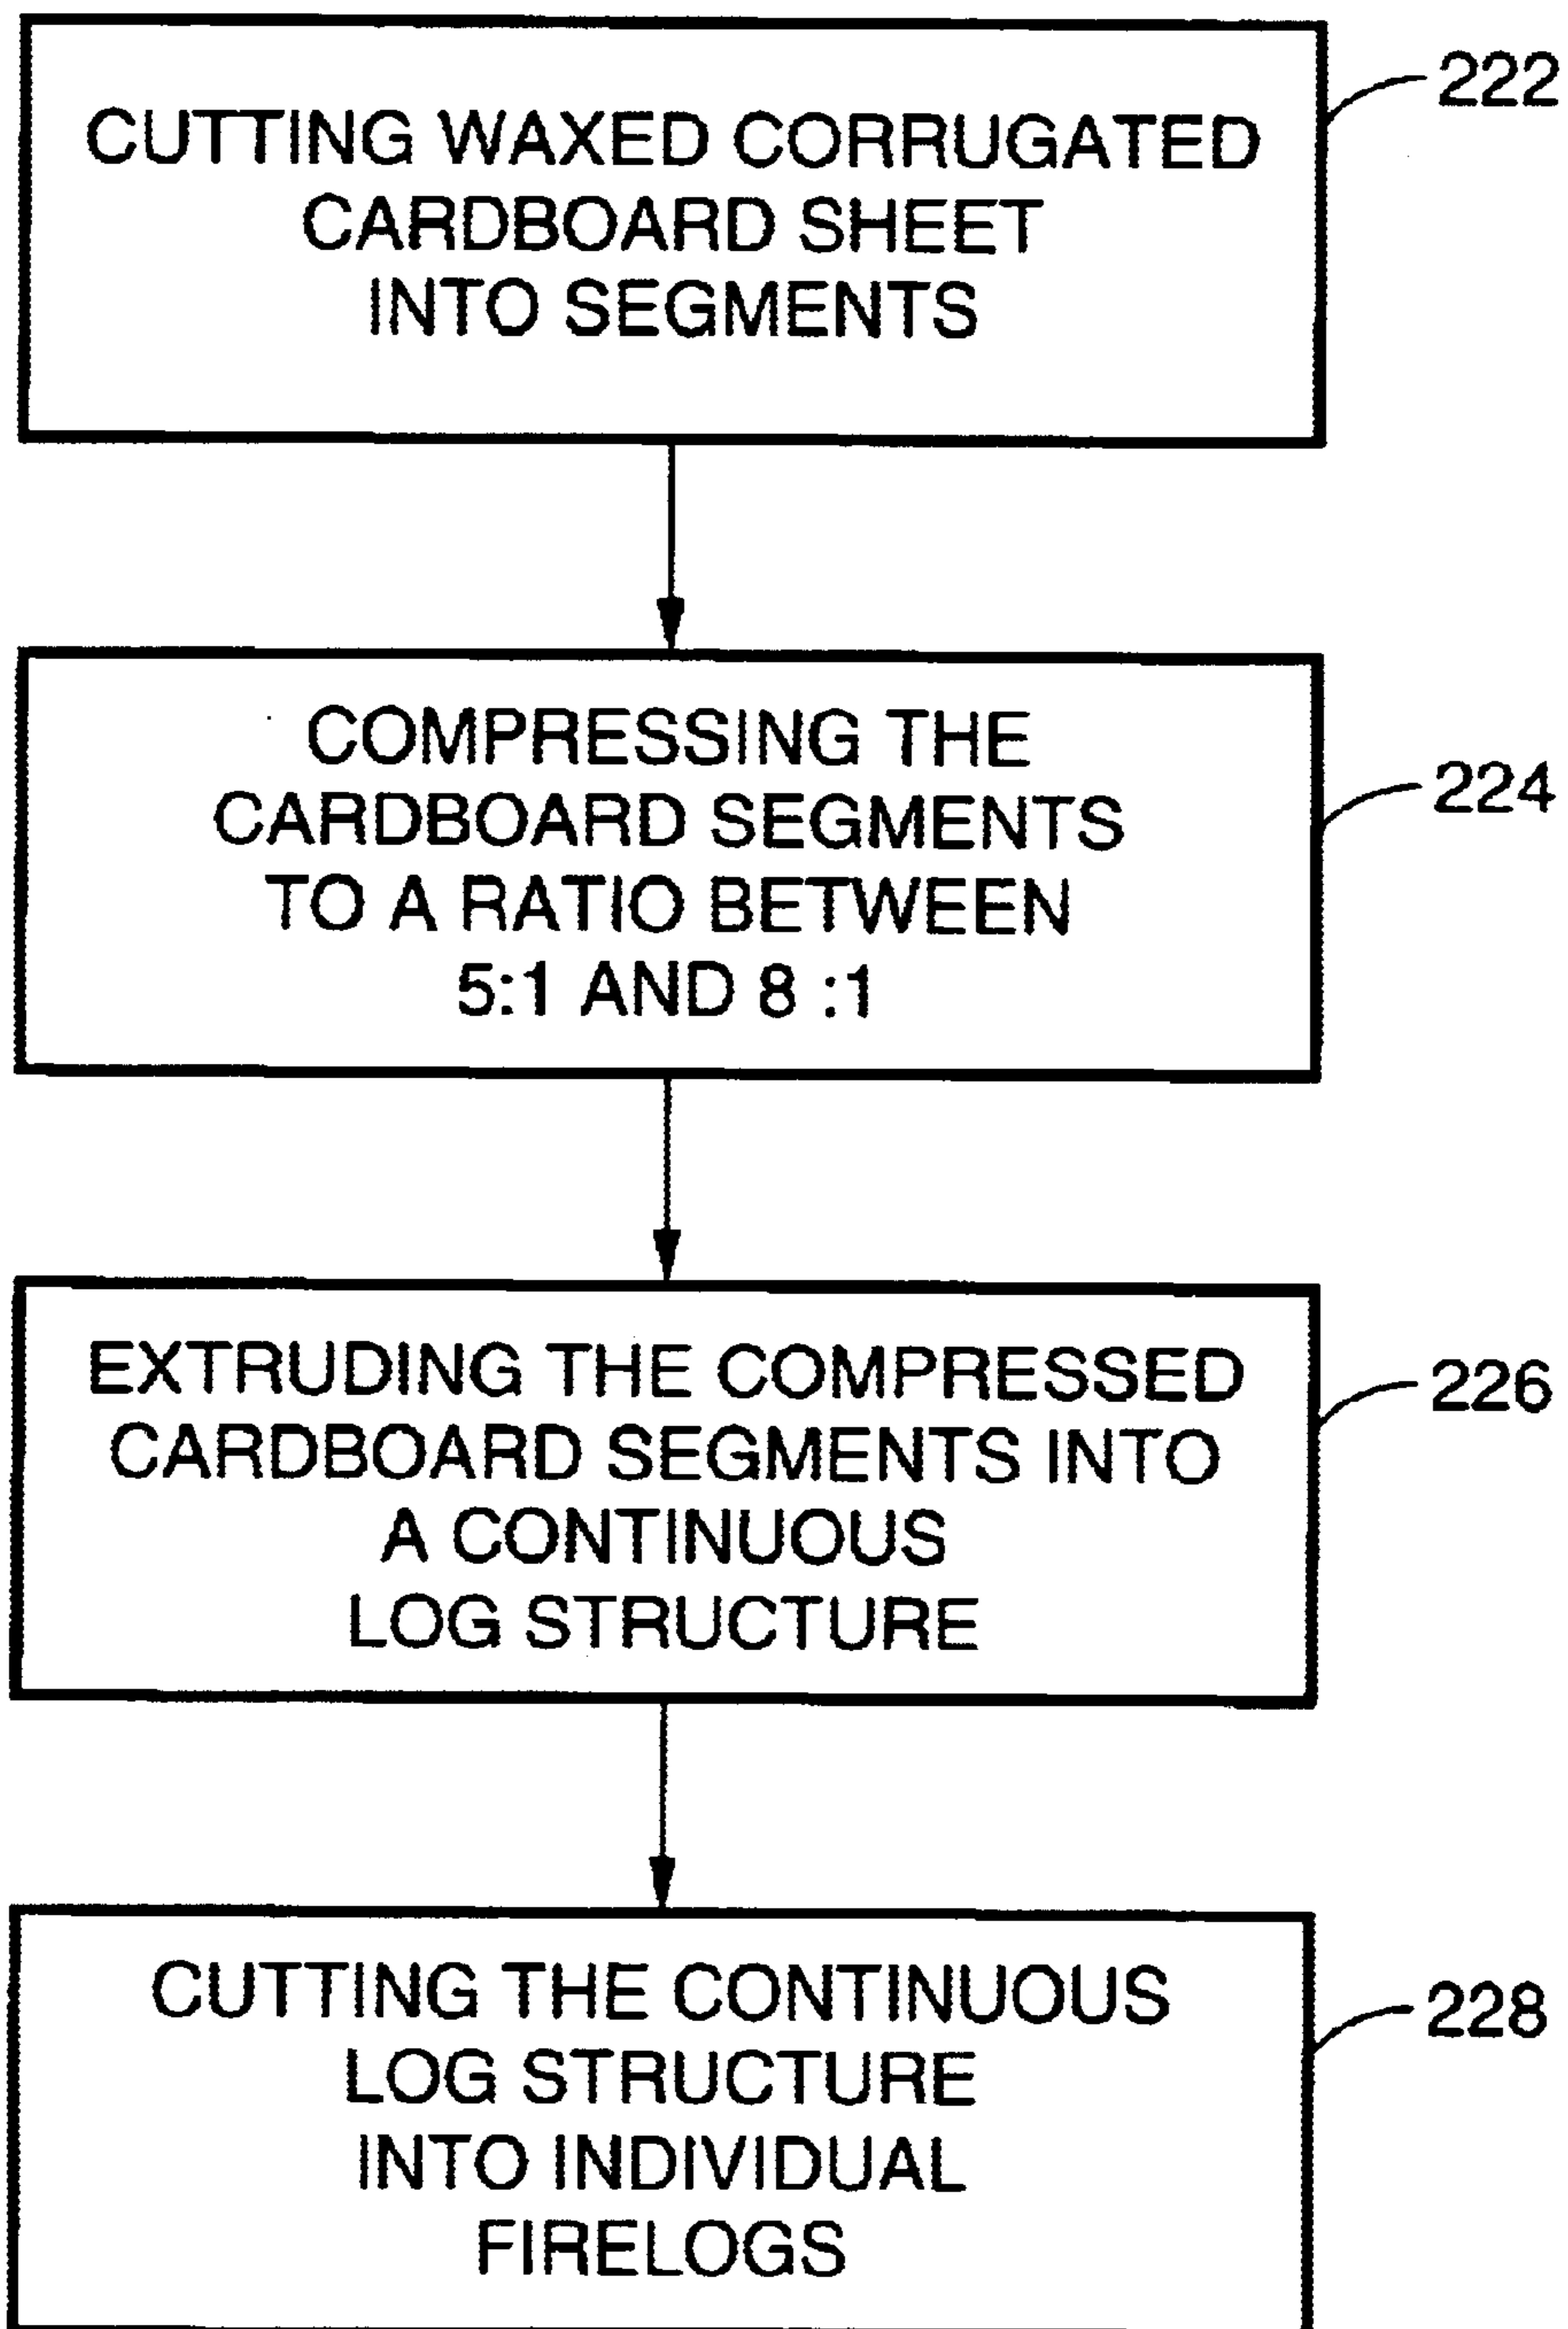 CUTTING WAXED CORRUGATED
CARDBOARD SHEET
INTO SEGMENTS
222
COMPRESSING THE
CARDBOARD SEGMENTS
TO A RATIO BETWEEN
5:1 AND 8 :1
224
EXTRUDING THE COMPRESSED
CARDBOARD SEGMENTS INTO
A CONTINUOUS
LOG STRUCTURE
226
CUTTING THE CONTINUOUS
LOG STRUCTURE
INTO INDIVIDUAL
FIRELOGS
228